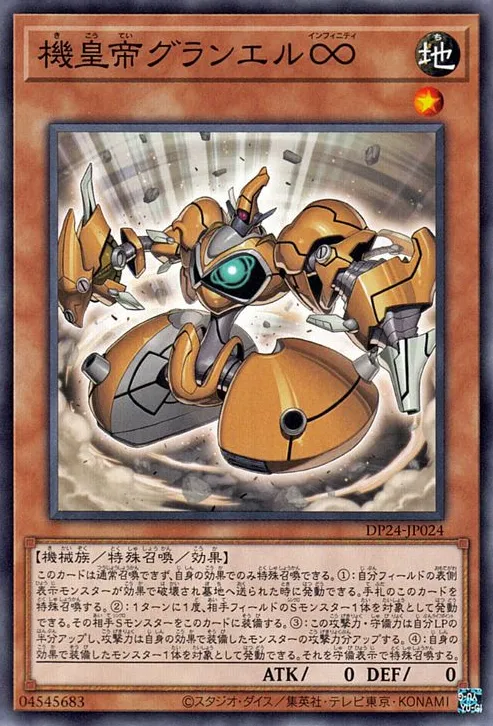 機皇帝グランエル∞
インフィニティ
地
DP24-JP024
【機械族／特殊召喚／効果】
このカードは通常召喚できず、自身の効果でのみ特殊召喚できる。①：自分フィールドの表側
表示モンスターが効果で破壊され墓地へ送られた時に発動できる。手札のこのカードを
特殊召喚する。②：1ターンに1度、相手フィールドのSモンスター1体を対象として発動
できる。その相手Sモンスターをこのカードに装備する。③：この攻撃力・守備力は自分LPの
半分アップし、攻撃力は自身の効果で装備したモンスターの攻撃力分アップする。④：自身の
効果で装備したモンスター1体を対象として発動できる。それを守備表示で特殊召喚する。
ATK/ 0 DEF/ 0
04545683 ©スタジオ・ダイス／集英社・テレビ東京・KONAMI